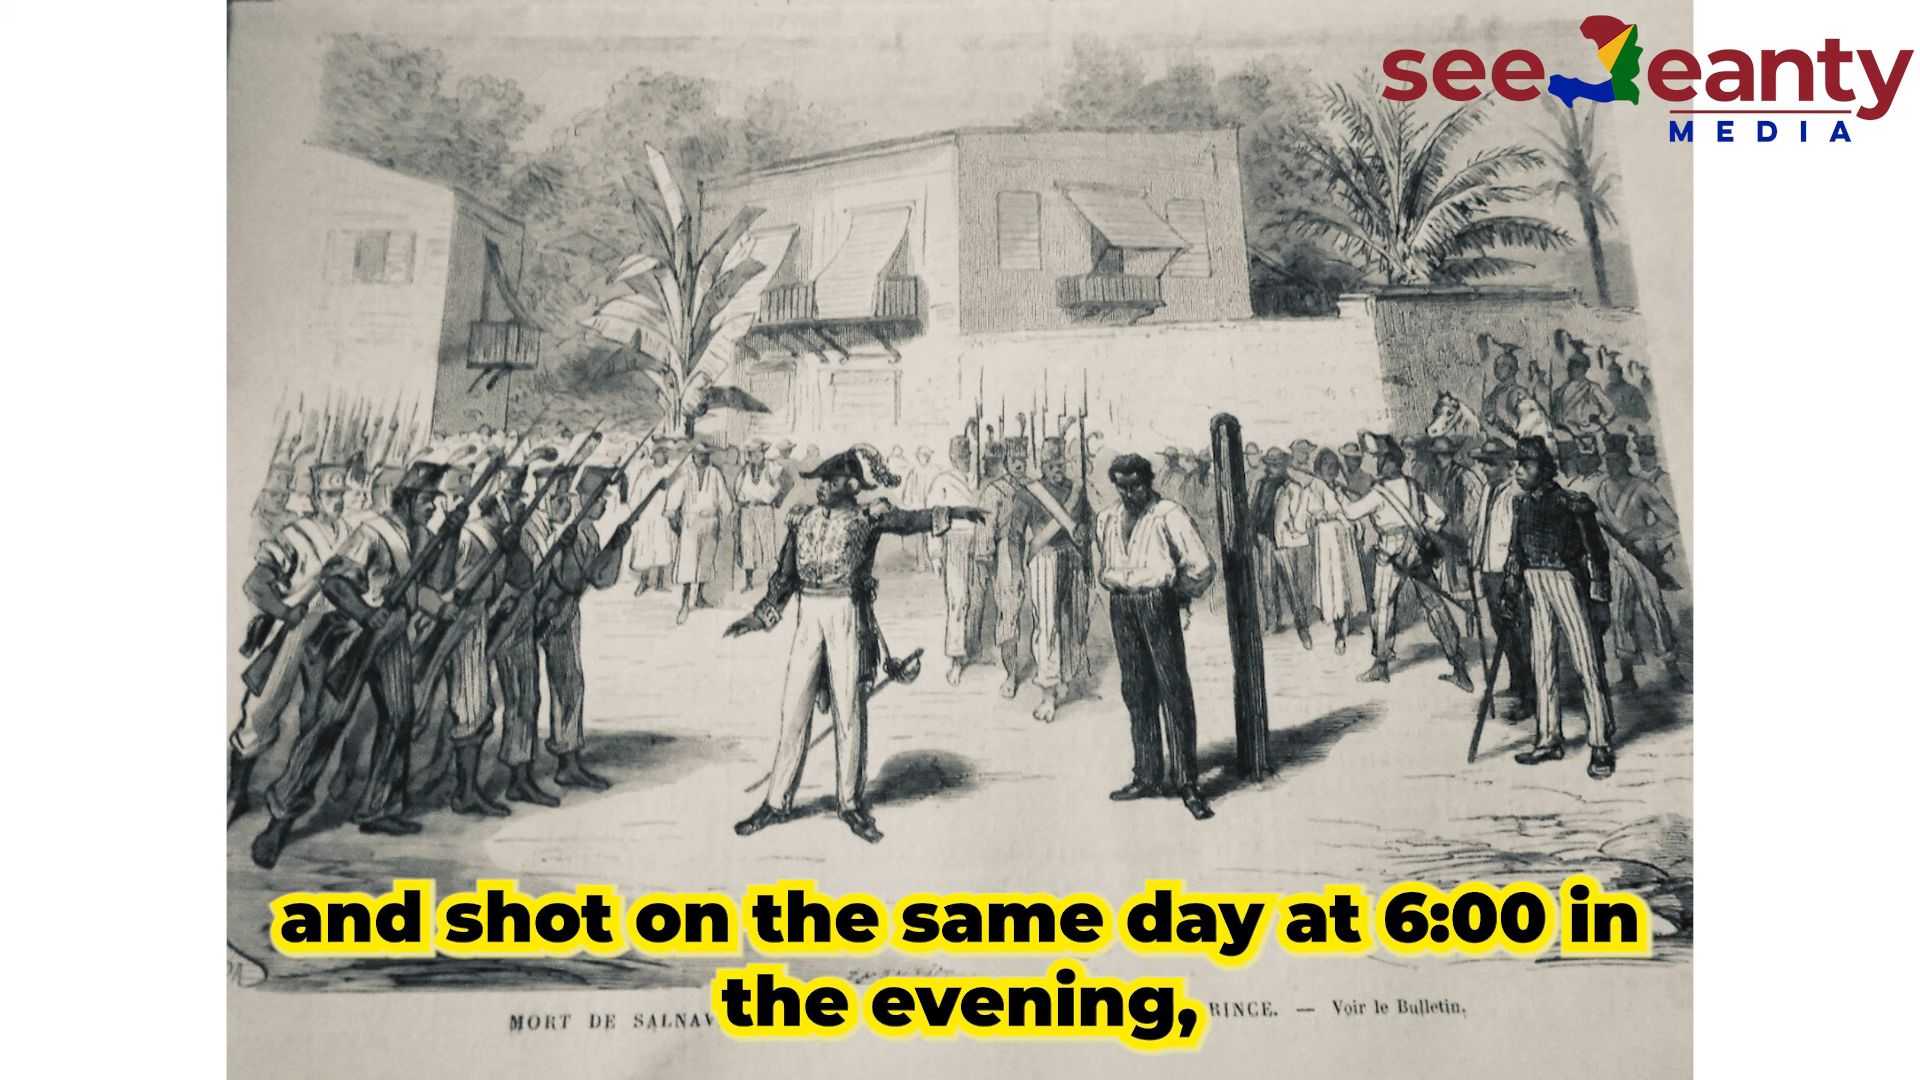 seeJeanty
MEDIA
and shot on the same day at 6:00 in
the evening,
MORT DE SALNAV RINCE. — Voir le Bulletin.